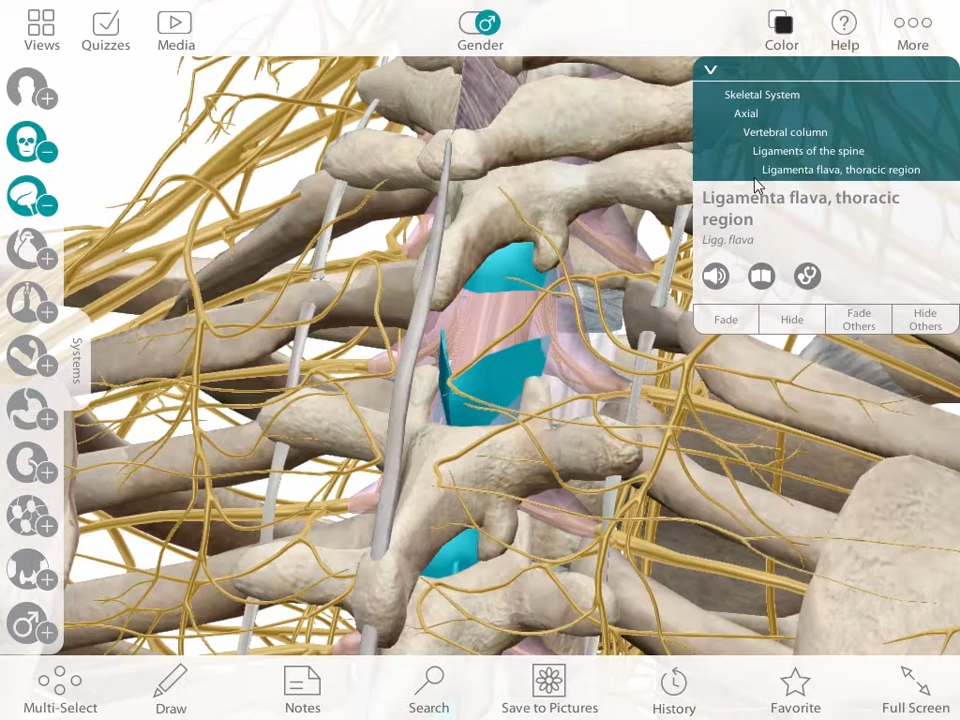 Views
Quizzes
Media
Gender
Color
Help
More
Skeletal System
Axial
Vertebral column
Ligaments of the spine
Ligamenta flava, thoracic region
Ligamenta flava, thoracic
region
Ligg. flava
Fade
Hide
Fade
Others
Hide
Others
Systems
Multi-Select
Draw
Notes
Search
Save to Pictures
History
Favorite
Full Screen